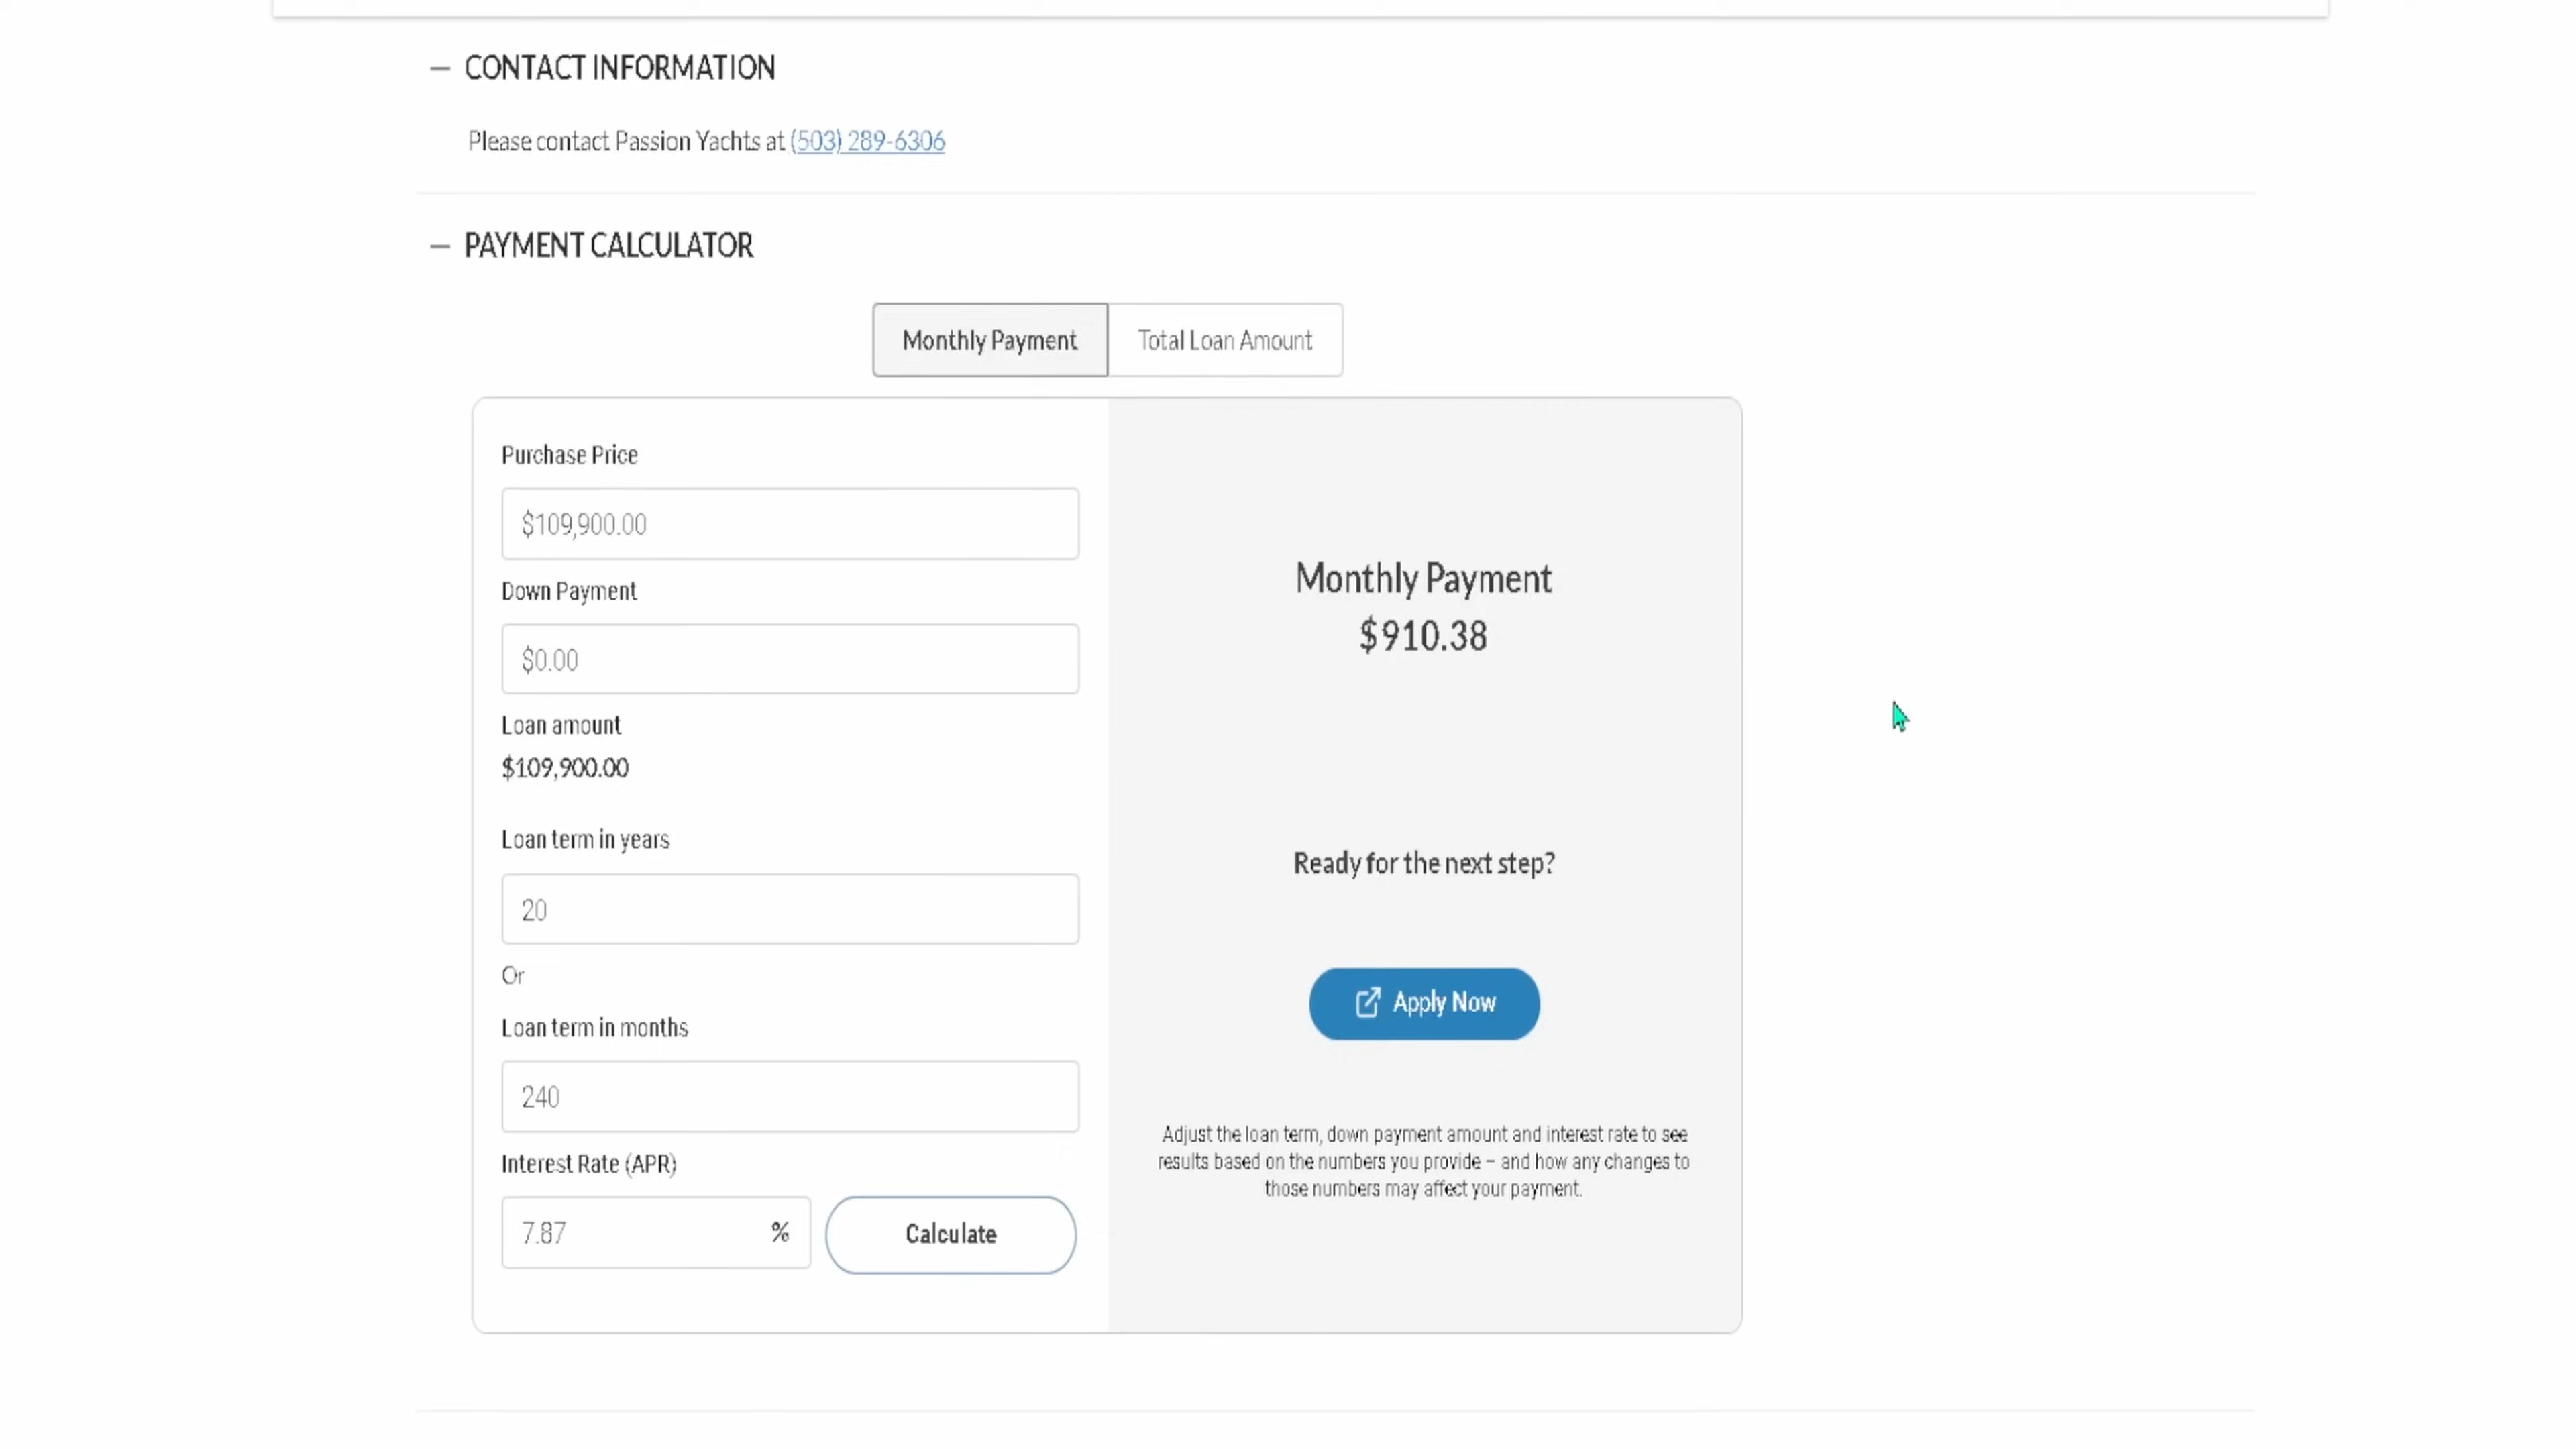 CONTACT INFORMATION
Please contact Passion Yachts at (503) 289-6306
PAYMENT CALCULATOR
Monthly Payment
Total Loan Amount
Purchase Price
$109,900.00
Down Payment
$0.00
Loan amount
$109,900.00
Loan term in years
20
Or
Loan term in months
240
Interest Rate (APR)
7.87 %
Calculate
Monthly Payment
$910.38
Ready for the next step?
Apply Now
Adjust the loan term, down payment amount and interest rate to see
results based on the numbers you provide – and how any changes to
those numbers may affect your payment.